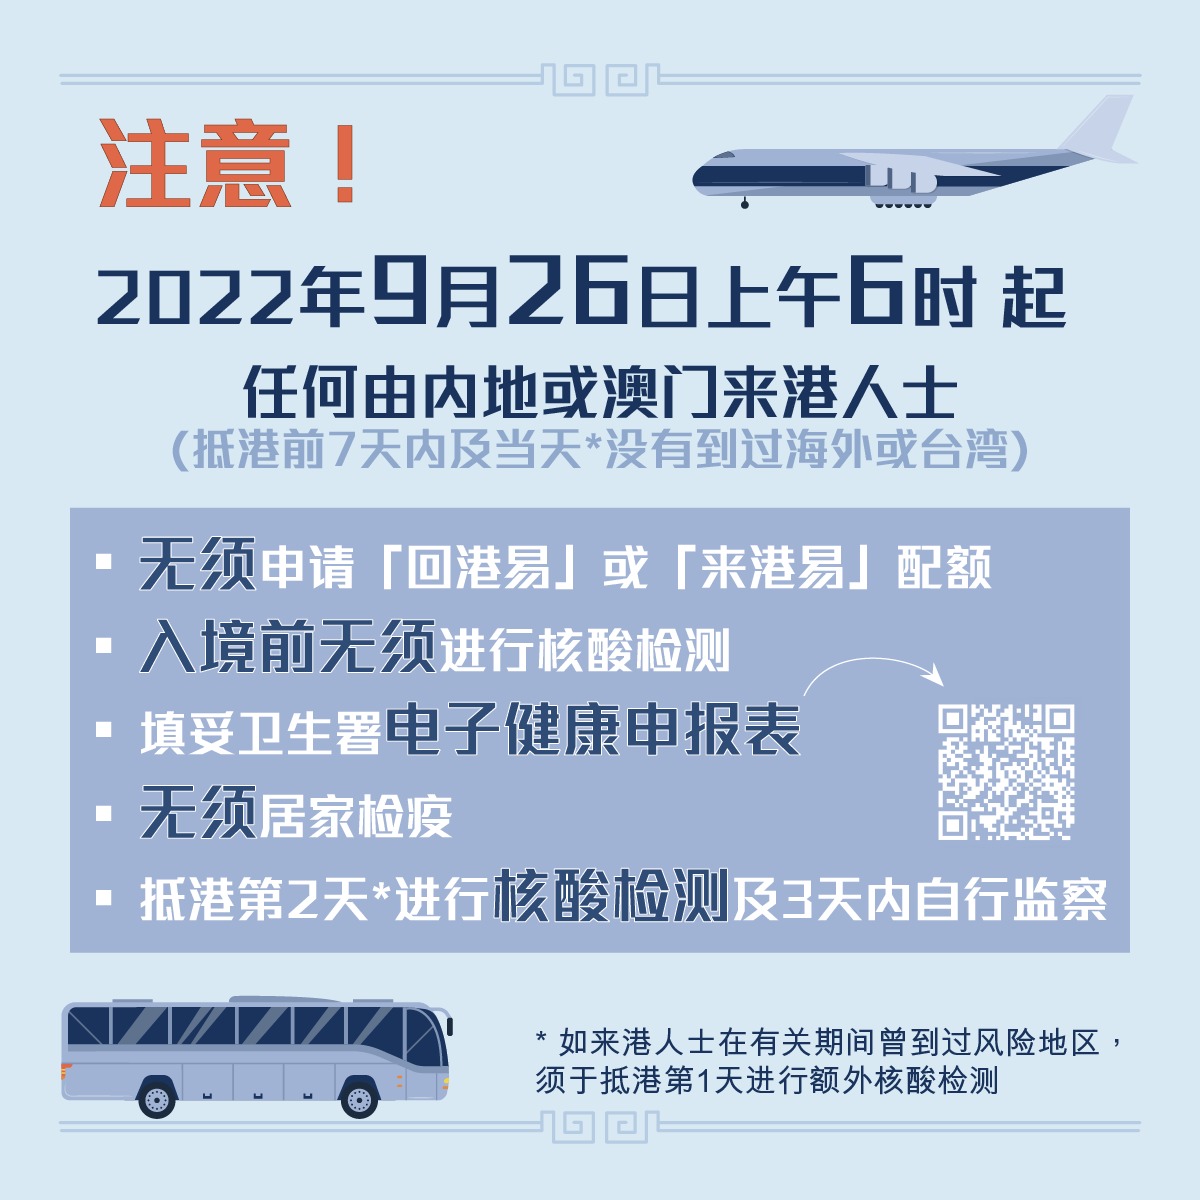 注意！
2022年9月26日上午6时 起
任何由内地或澳门来港人士
(抵港前7天内及当天*没有到过海外或台湾)
▪ 无须申请「回港易」或「来港易」配额
▪ 入境前无须进行核酸检测
▪ 填妥卫生署电子健康申报表
▪ 无须居家检疫
▪ 抵港第2天*进行核酸检测及3天内自行监察
* 如来港人士在有关期间曾到过风险地区，
须于抵港第1天进行额外核酸检测